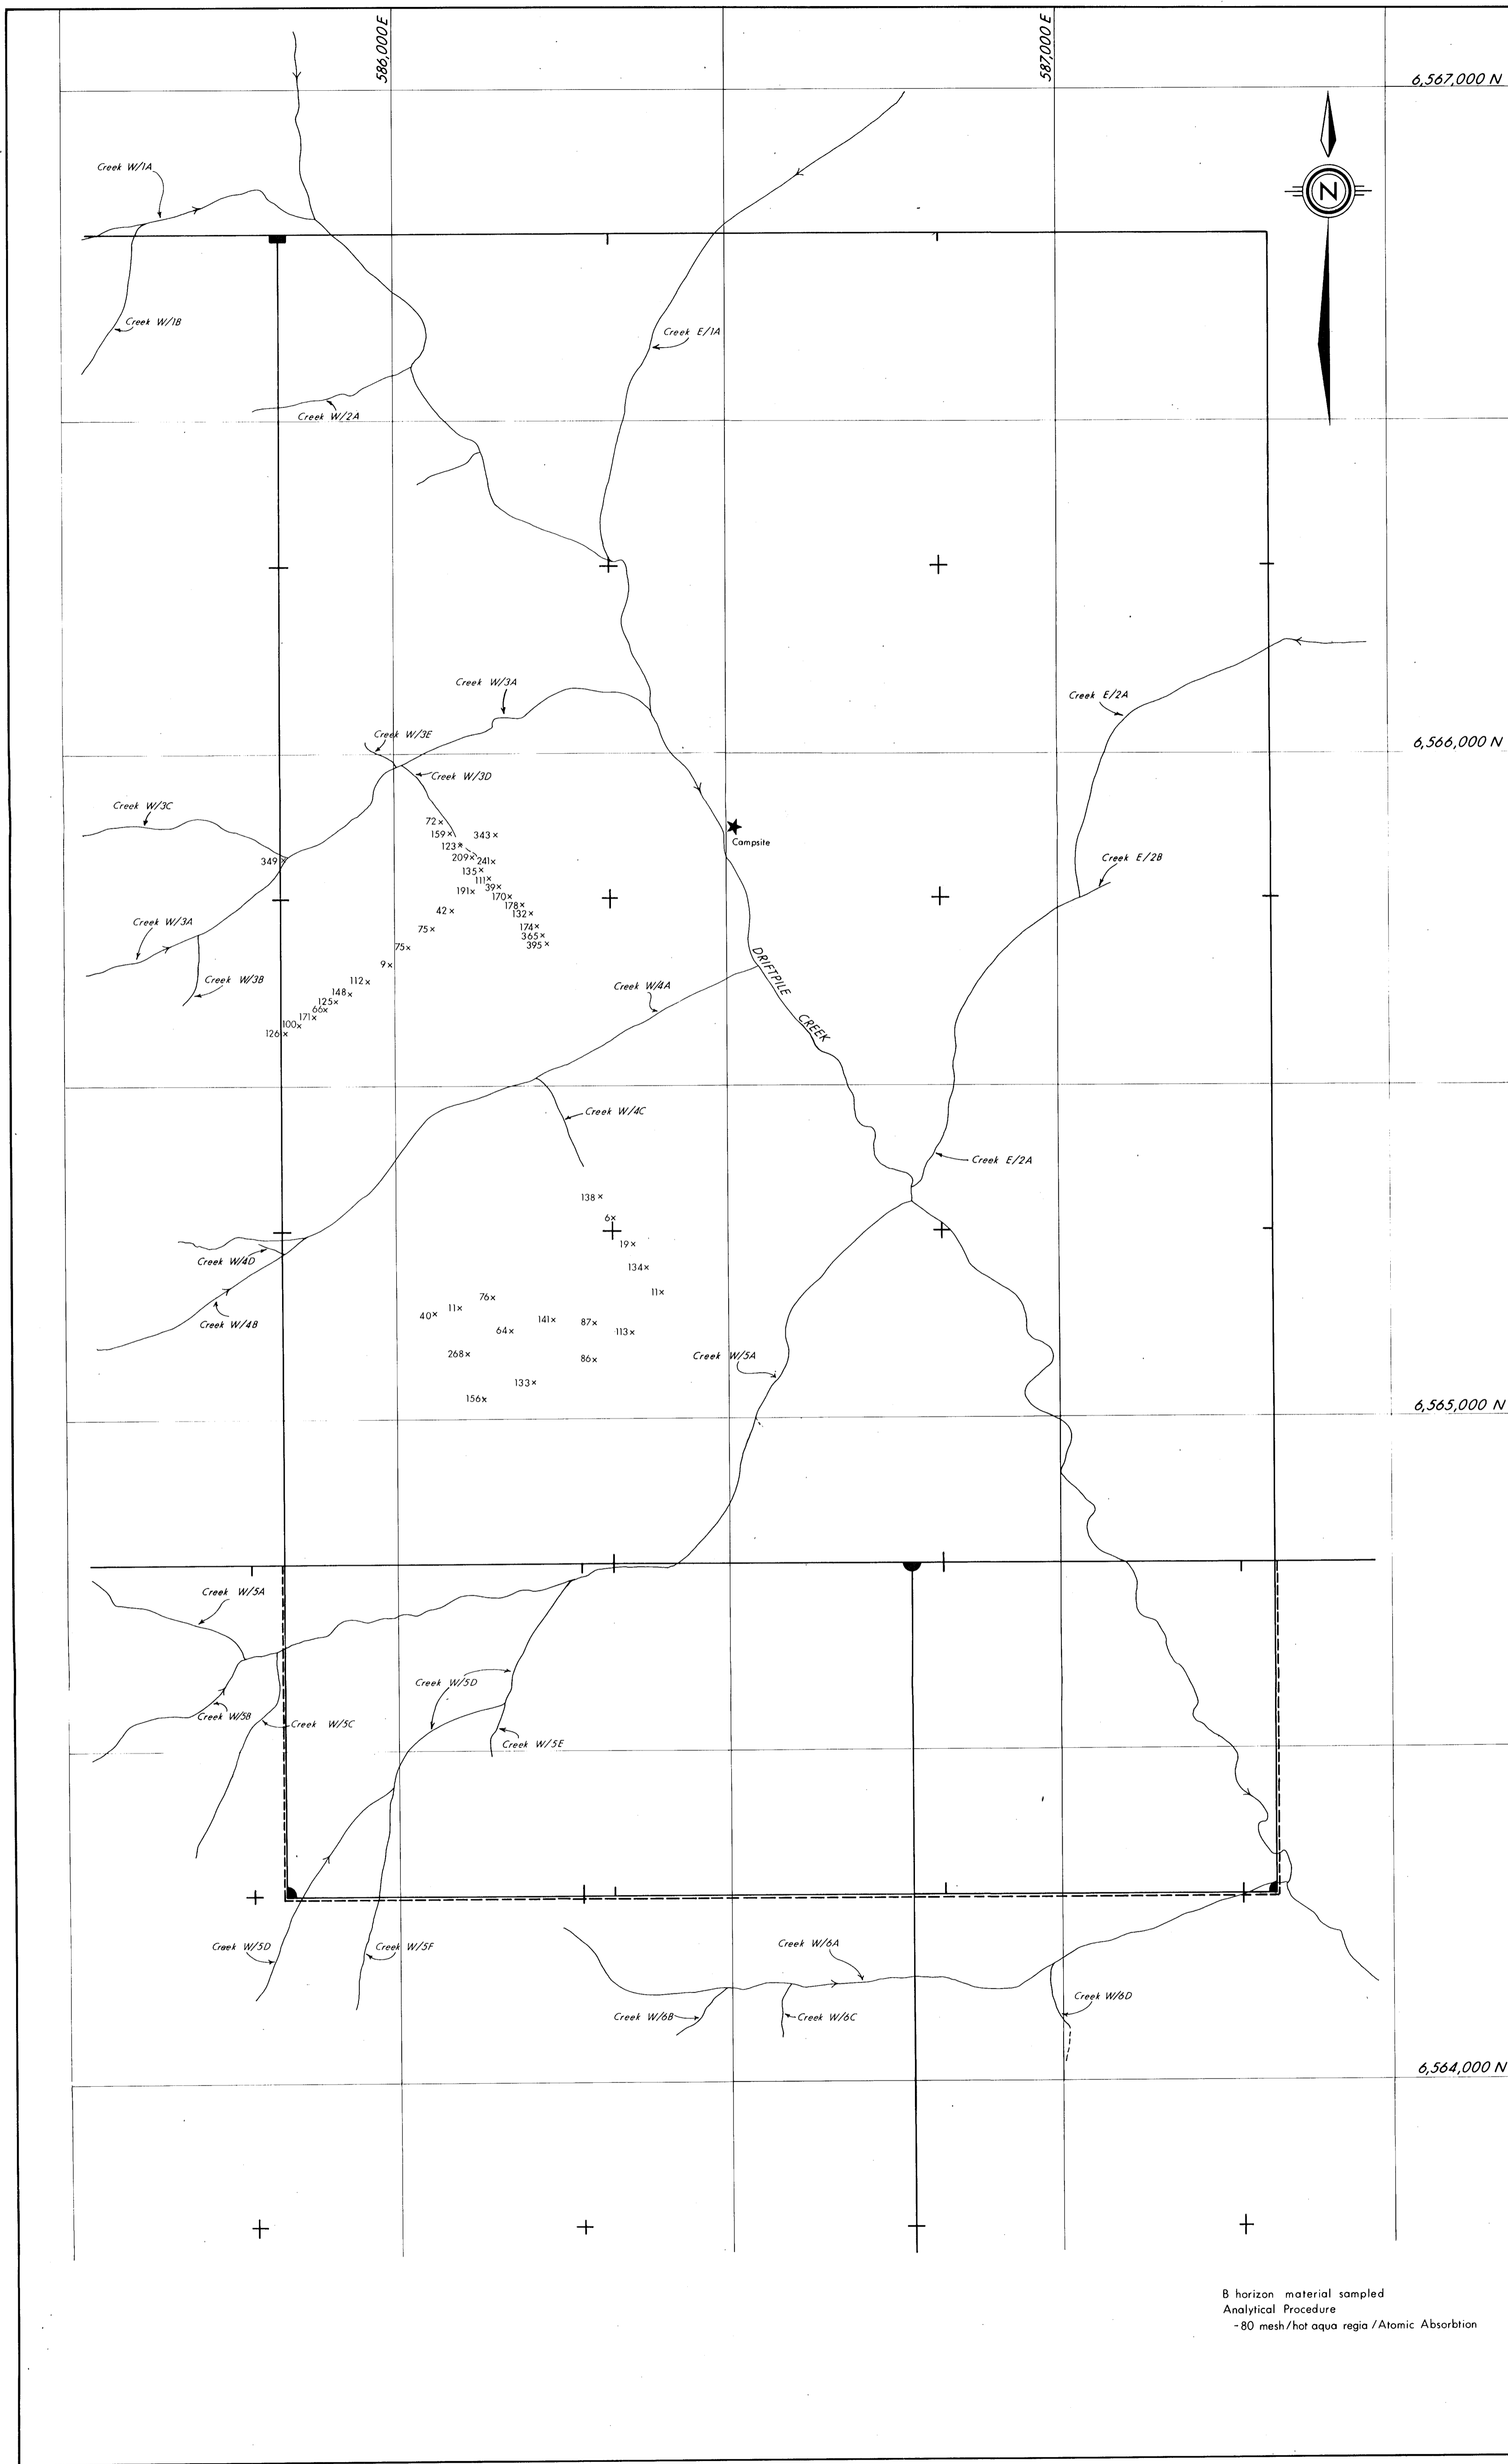 586,000 E
587,000 E
6,567,000 N
Creek W/1A
N
Creek W/1B
Creek E/1A
Creek W/2A
Creek W/3A
Creek E/2A
Creek W/3E
6,566,000 N
Creek W/3D
Creek W/3C
72×
159×
343×
Campsite
123×
209×
241×
349×
Creek E/2B
135×
111×
191×
39×
170×
178×
42×
132×
Creek W/3A
75×
174×
365×
75×
395×
DRIFTPILE
9×
Creek W/3B
112×
Creek W/4A
148×
125×
66×
171×
100×
126×
CREEK
Creek W/4C
Creek E/2A
138×
6×
19×
Creek W/4D
134×
11×
76×
11×
40×
141×
87×
Creek W/4B
64×
113×
268×
86×
Creek W/5A
133×
156×
6,565,000 N
Creek W/5A
Creek W/5D
Creek W/5B
Creek W/5C
Creek W/5E
Creek W/5D
Creek W/5F
Creek W/6A
Creek W/6D
Creek W/6B
Creek W/6C
6,564,000 N
B horizon material sampled
Analytical Procedure
-80 mesh/hot aqua regia/Atomic Absorbtion